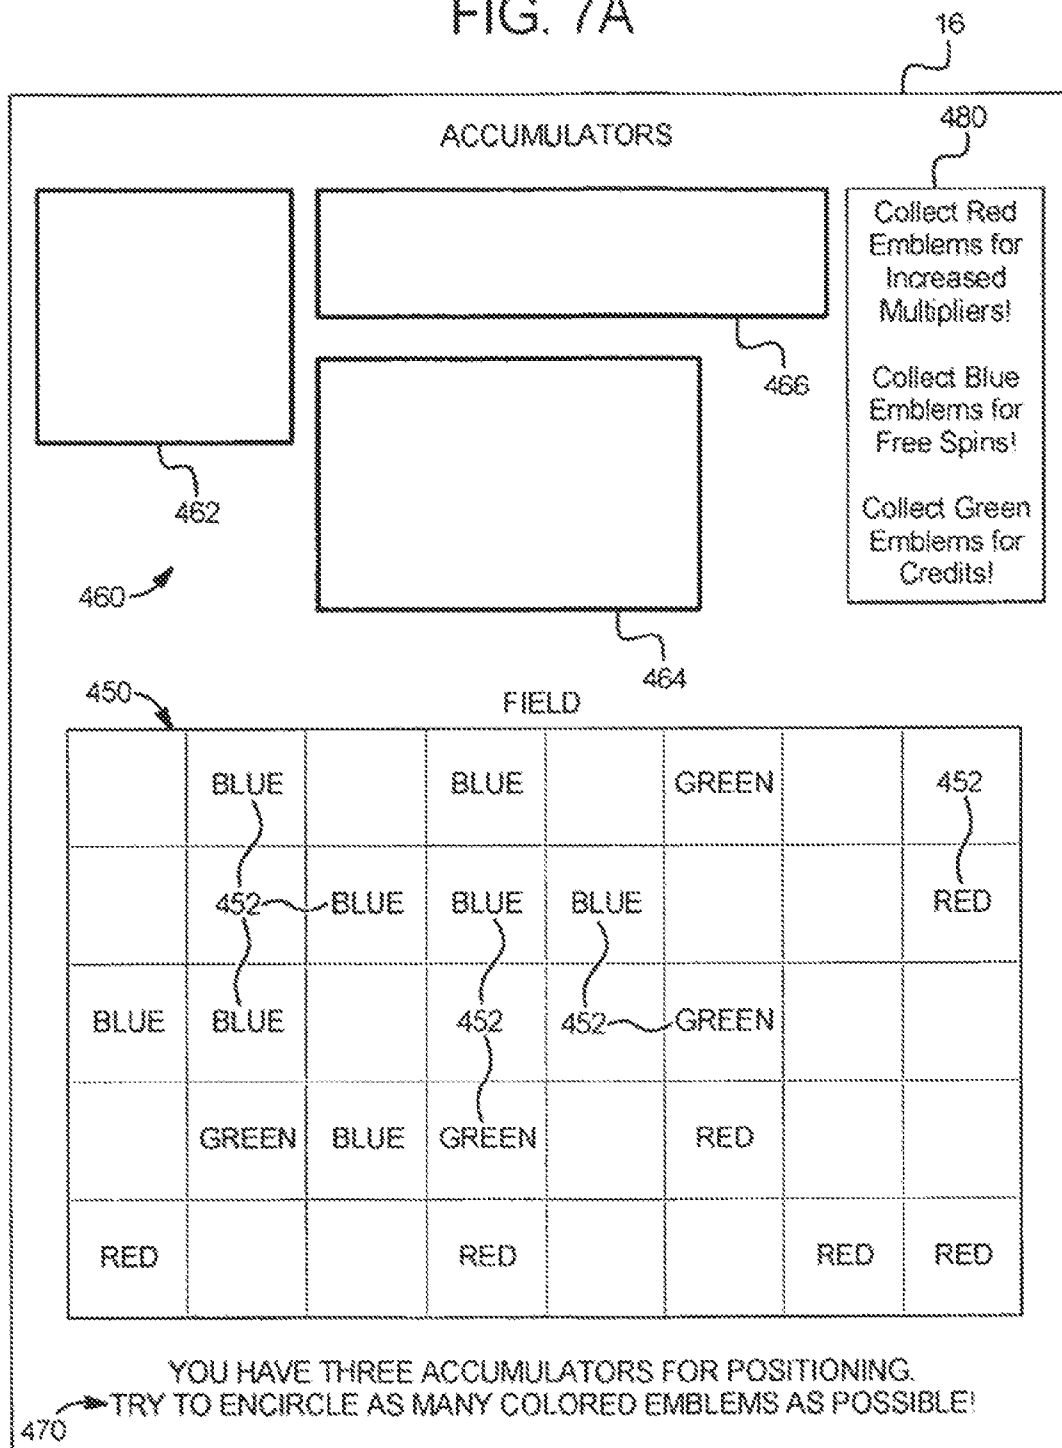 FIG. 7A
16
ACCUMULATORS
480
Collect Red
Emblems for
Increased
Multipliers!
Collect Blue
Emblems for
Free Spins!
Collect Green
Emblems for
Credits!
466
462
460
464
450
FIELD
BLUE BLUE GREEN 452
452 BLUE BLUE BLUE RED
BLUE BLUE 452 452 GREEN
GREEN BLUE GREEN RED
RED RED RED RED
YOU HAVE THREE ACCUMULATORS FOR POSITIONING.
TRY TO ENCIRCLE AS MANY COLORED EMBLEMS AS POSSIBLE!
470